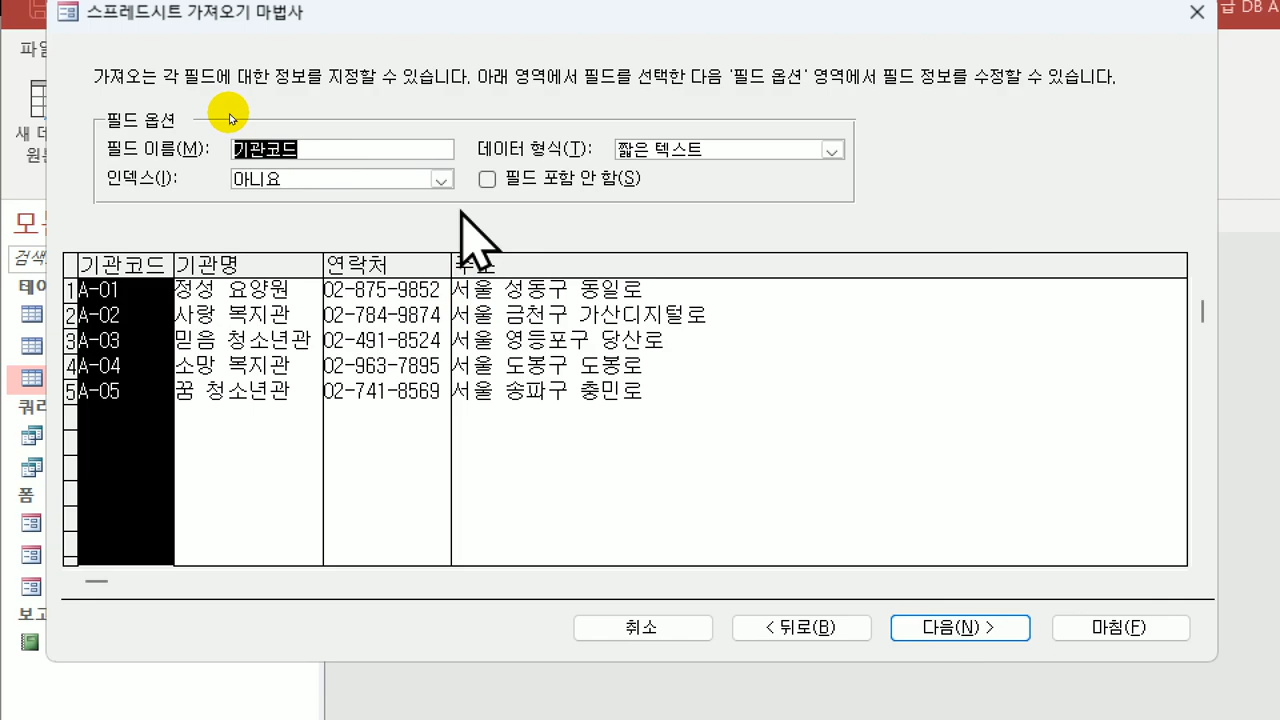 스프레드시트 가져오기 마법사
급 DB A
파일
가져오는 각 필드에 대한 정보를 지정할 수 있습니다. 아래 영역에서 필드를 선택한 다음 '필드 옵션' 영역에서 필드 정보를 수정할 수 있습니다.
필드 옵션
필드 이름(M): 기관코드 데이터 형식(T): 짧은 텍스트
새 데
원본
인덱스(I): 아니요 필드 포함 안 함(S)
모든
검색
테이
쿼리
폼
보고
기관코드 기관명 연락처 주소
1 A-01 정성 요양원 02-875-9852 서울 성동구 동일로
2 A-02 사랑 복지관 02-784-9874 서울 금천구 가산디지털로
3 A-03 믿음 청소년관 02-491-8524 서울 영등포구 당산로
4 A-04 소망 복지관 02-963-7895 서울 도봉구 도봉로
5 A-05 꿈 청소년관 02-741-8569 서울 송파구 충민로
취소 < 뒤로(B) 다음(N) > 마침(F)